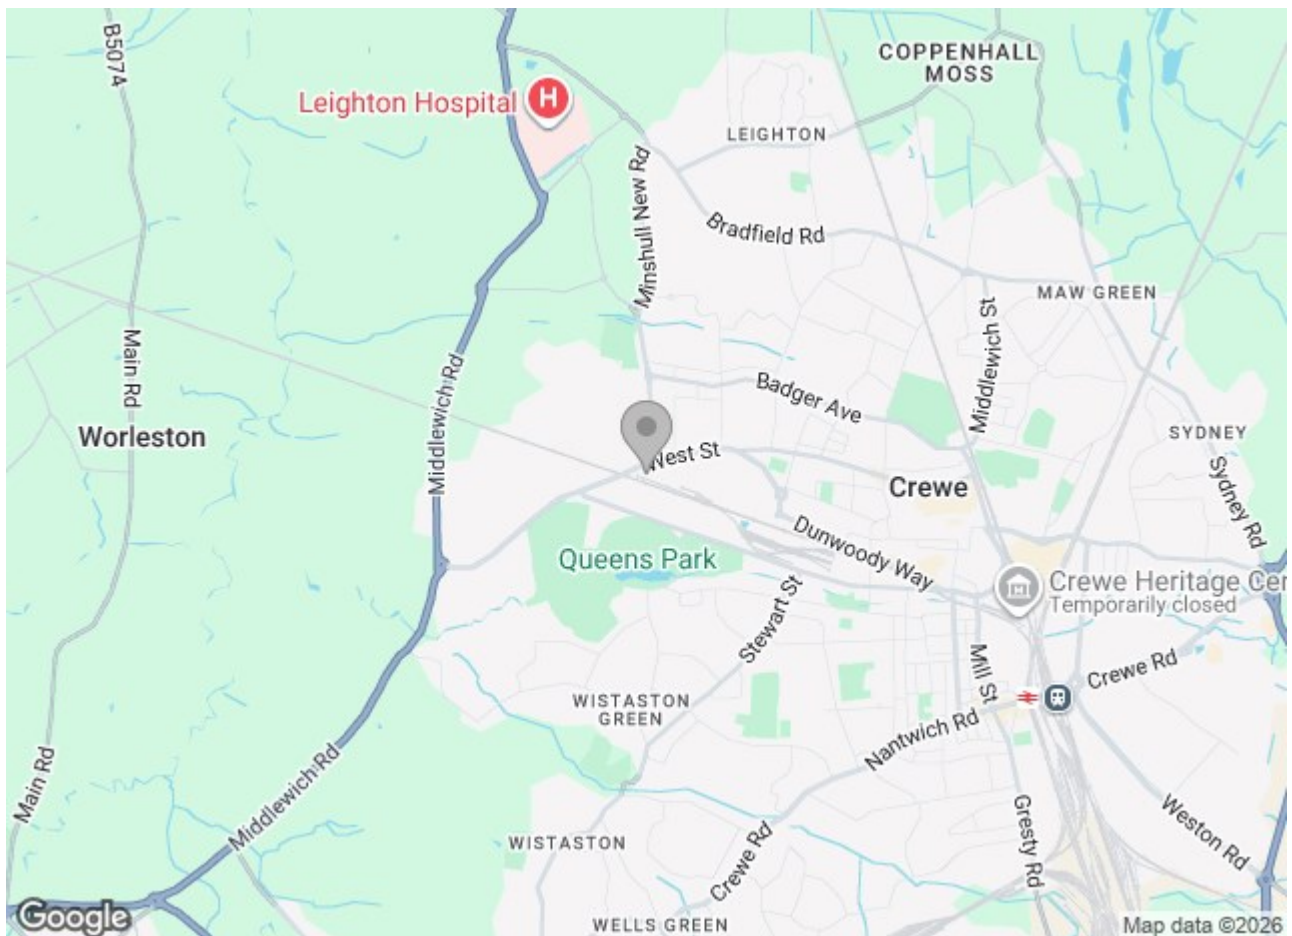 B5074
COPPENHALL
MOSS
Leighton Hospital
H
LEIGHTON
Minshull New Rd
Bradfield Rd
MAW GREEN
Middlewich St
Main Rd
Middlewich Rd
Badger Ave
Worleston
SYDNEY
West St
Crewe
Sydney Rd
Dunwoody Way
Queens Park
Crewe Heritage Cer
Temporarily closed
Stewart St
Mill St
Crewe Rd
WISTASTON
GREEN
Nantwich Rd
Main Rd
Middlewich Rd
Gresty Rd
Weston Rd
WISTASTON
Crewe Rd
WELLS GREEN
Google
Map data ©2026